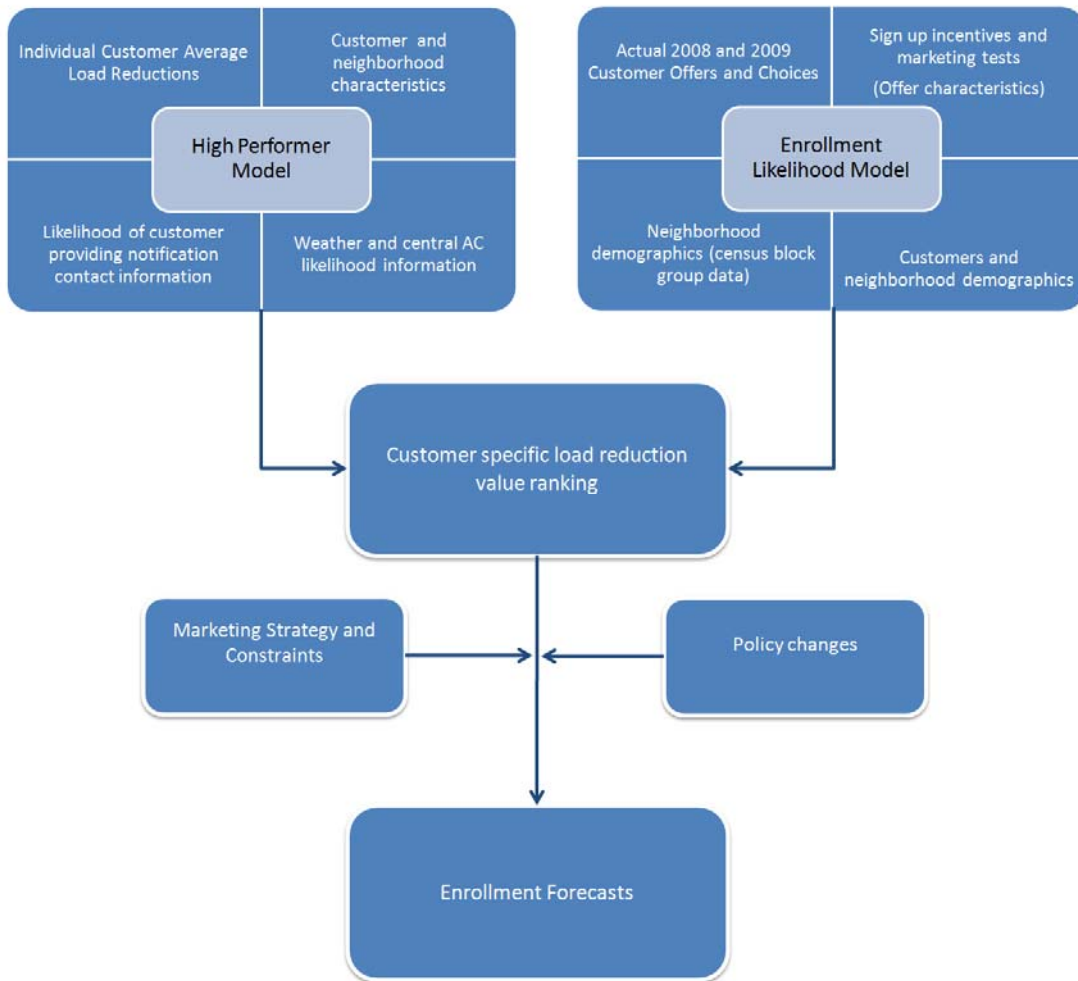 Individual Customer Average
Load Reductions
Customer and
neighborhood
characteristics
High Performer
Model
Likelihood of customer
providing notification
contact information
Weather and central AC
likelihood information
Actual 2008 and 2009
Customer Offers and Choices
Sign up incentives and
marketing tests
(Offer characteristics)
Enrollment
Likelihood Model
Neighborhood
demographics (census block
group data)
Customers and
neighborhood demographics
Customer specific load reduction
value ranking
Marketing Strategy and
Constraints
Policy changes
Enrollment Forecasts